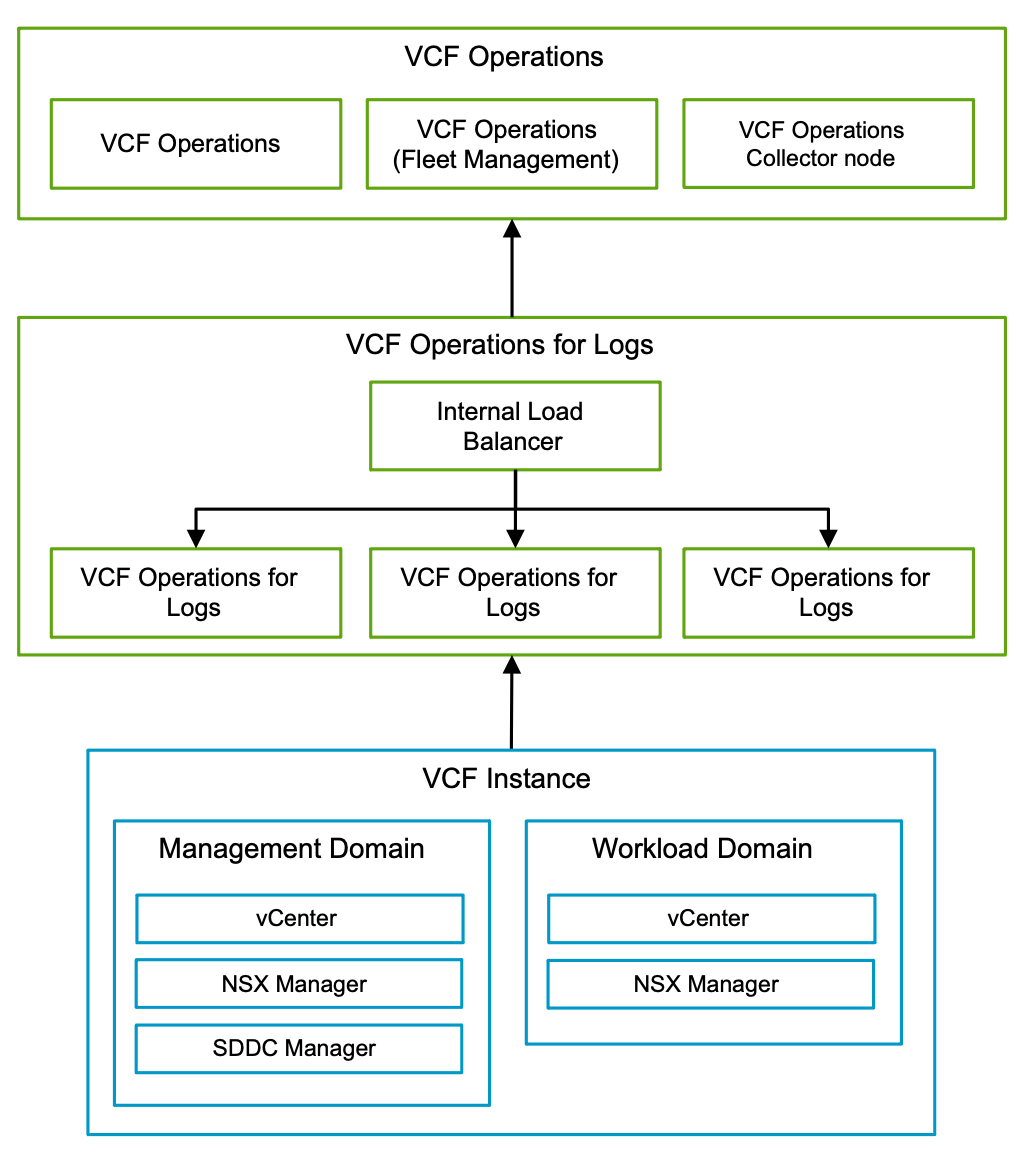 VCF Operations
VCF Operations
VCF Operations
(Fleet Management)
VCF Operations
Collector node
VCF Operations for Logs
Internal Load
Balancer
VCF Operations for
Logs
VCF Operations for
Logs
VCF Operations for
Logs
VCF Instance
Management Domain
vCenter
NSX Manager
SDDC Manager
Workload Domain
vCenter
NSX Manager